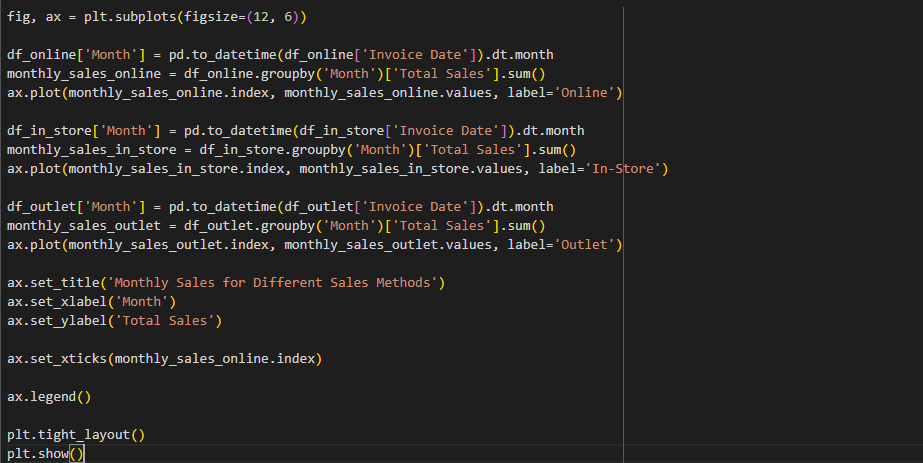 fig, ax = plt.subplots(figsize=(12, 6))
df_online['Month'] = pd.to_datetime(df_online['Invoice Date']).dt.month
monthly_sales_online = df_online.groupby('Month')['Total Sales'].sum()
ax.plot(monthly_sales_online.index, monthly_sales_online.values, label='Online')
df_in_store['Month'] = pd.to_datetime(df_in_store['Invoice Date']).dt.month
monthly_sales_in_store = df_in_store.groupby('Month')['Total Sales'].sum()
ax.plot(monthly_sales_in_store.index, monthly_sales_in_store.values, label='In-Store')
df_outlet['Month'] = pd.to_datetime(df_outlet['Invoice Date']).dt.month
monthly_sales_outlet = df_outlet.groupby('Month')['Total Sales'].sum()
ax.plot(monthly_sales_outlet.index, monthly_sales_outlet.values, label='Outlet')
ax.set_title('Monthly Sales for Different Sales Methods')
ax.set_xlabel('Month')
ax.set_ylabel('Total Sales')
ax.set_xticks(monthly_sales_online.index)
ax.legend()
plt.tight_layout()
plt.show()